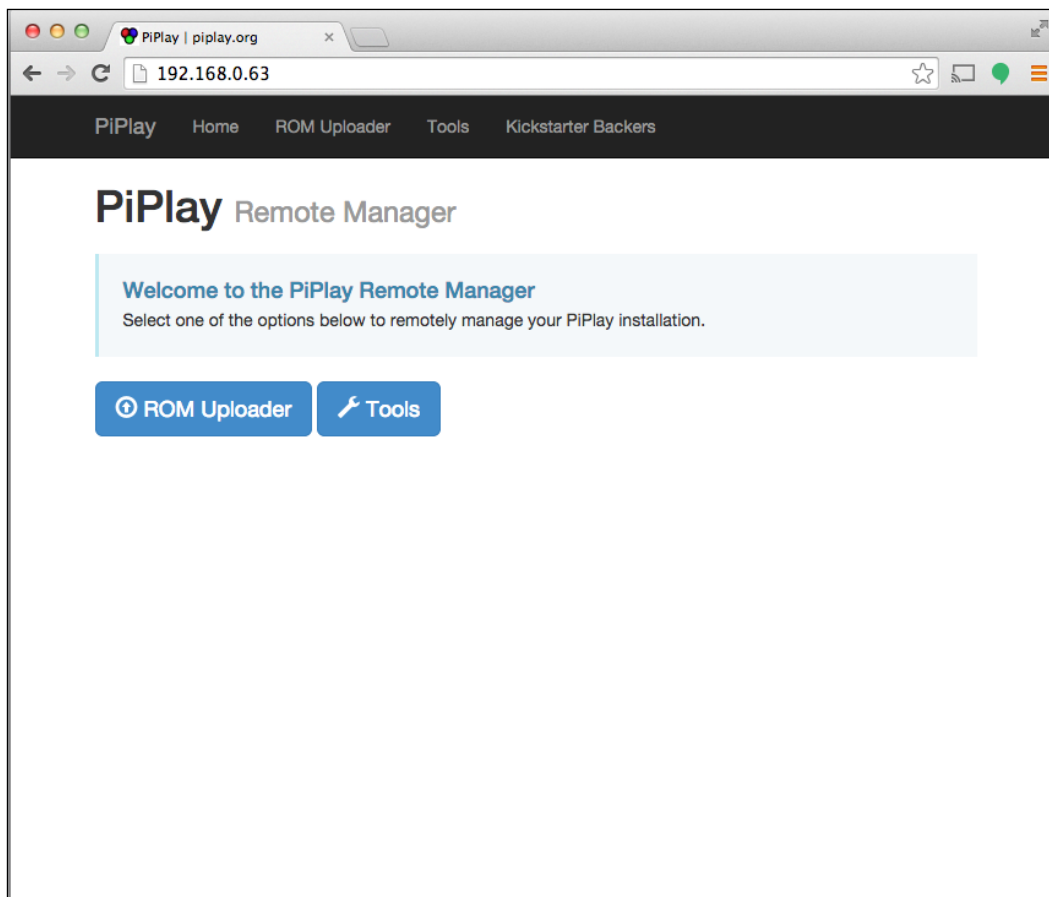 PiPlay | piplay.org
192.168.0.63
PiPlay Home ROM Uploader Tools Kickstarter Backers
PiPlay Remote Manager
Welcome to the PiPlay Remote Manager
Select one of the options below to remotely manage your PiPlay installation.
ROM Uploader Tools